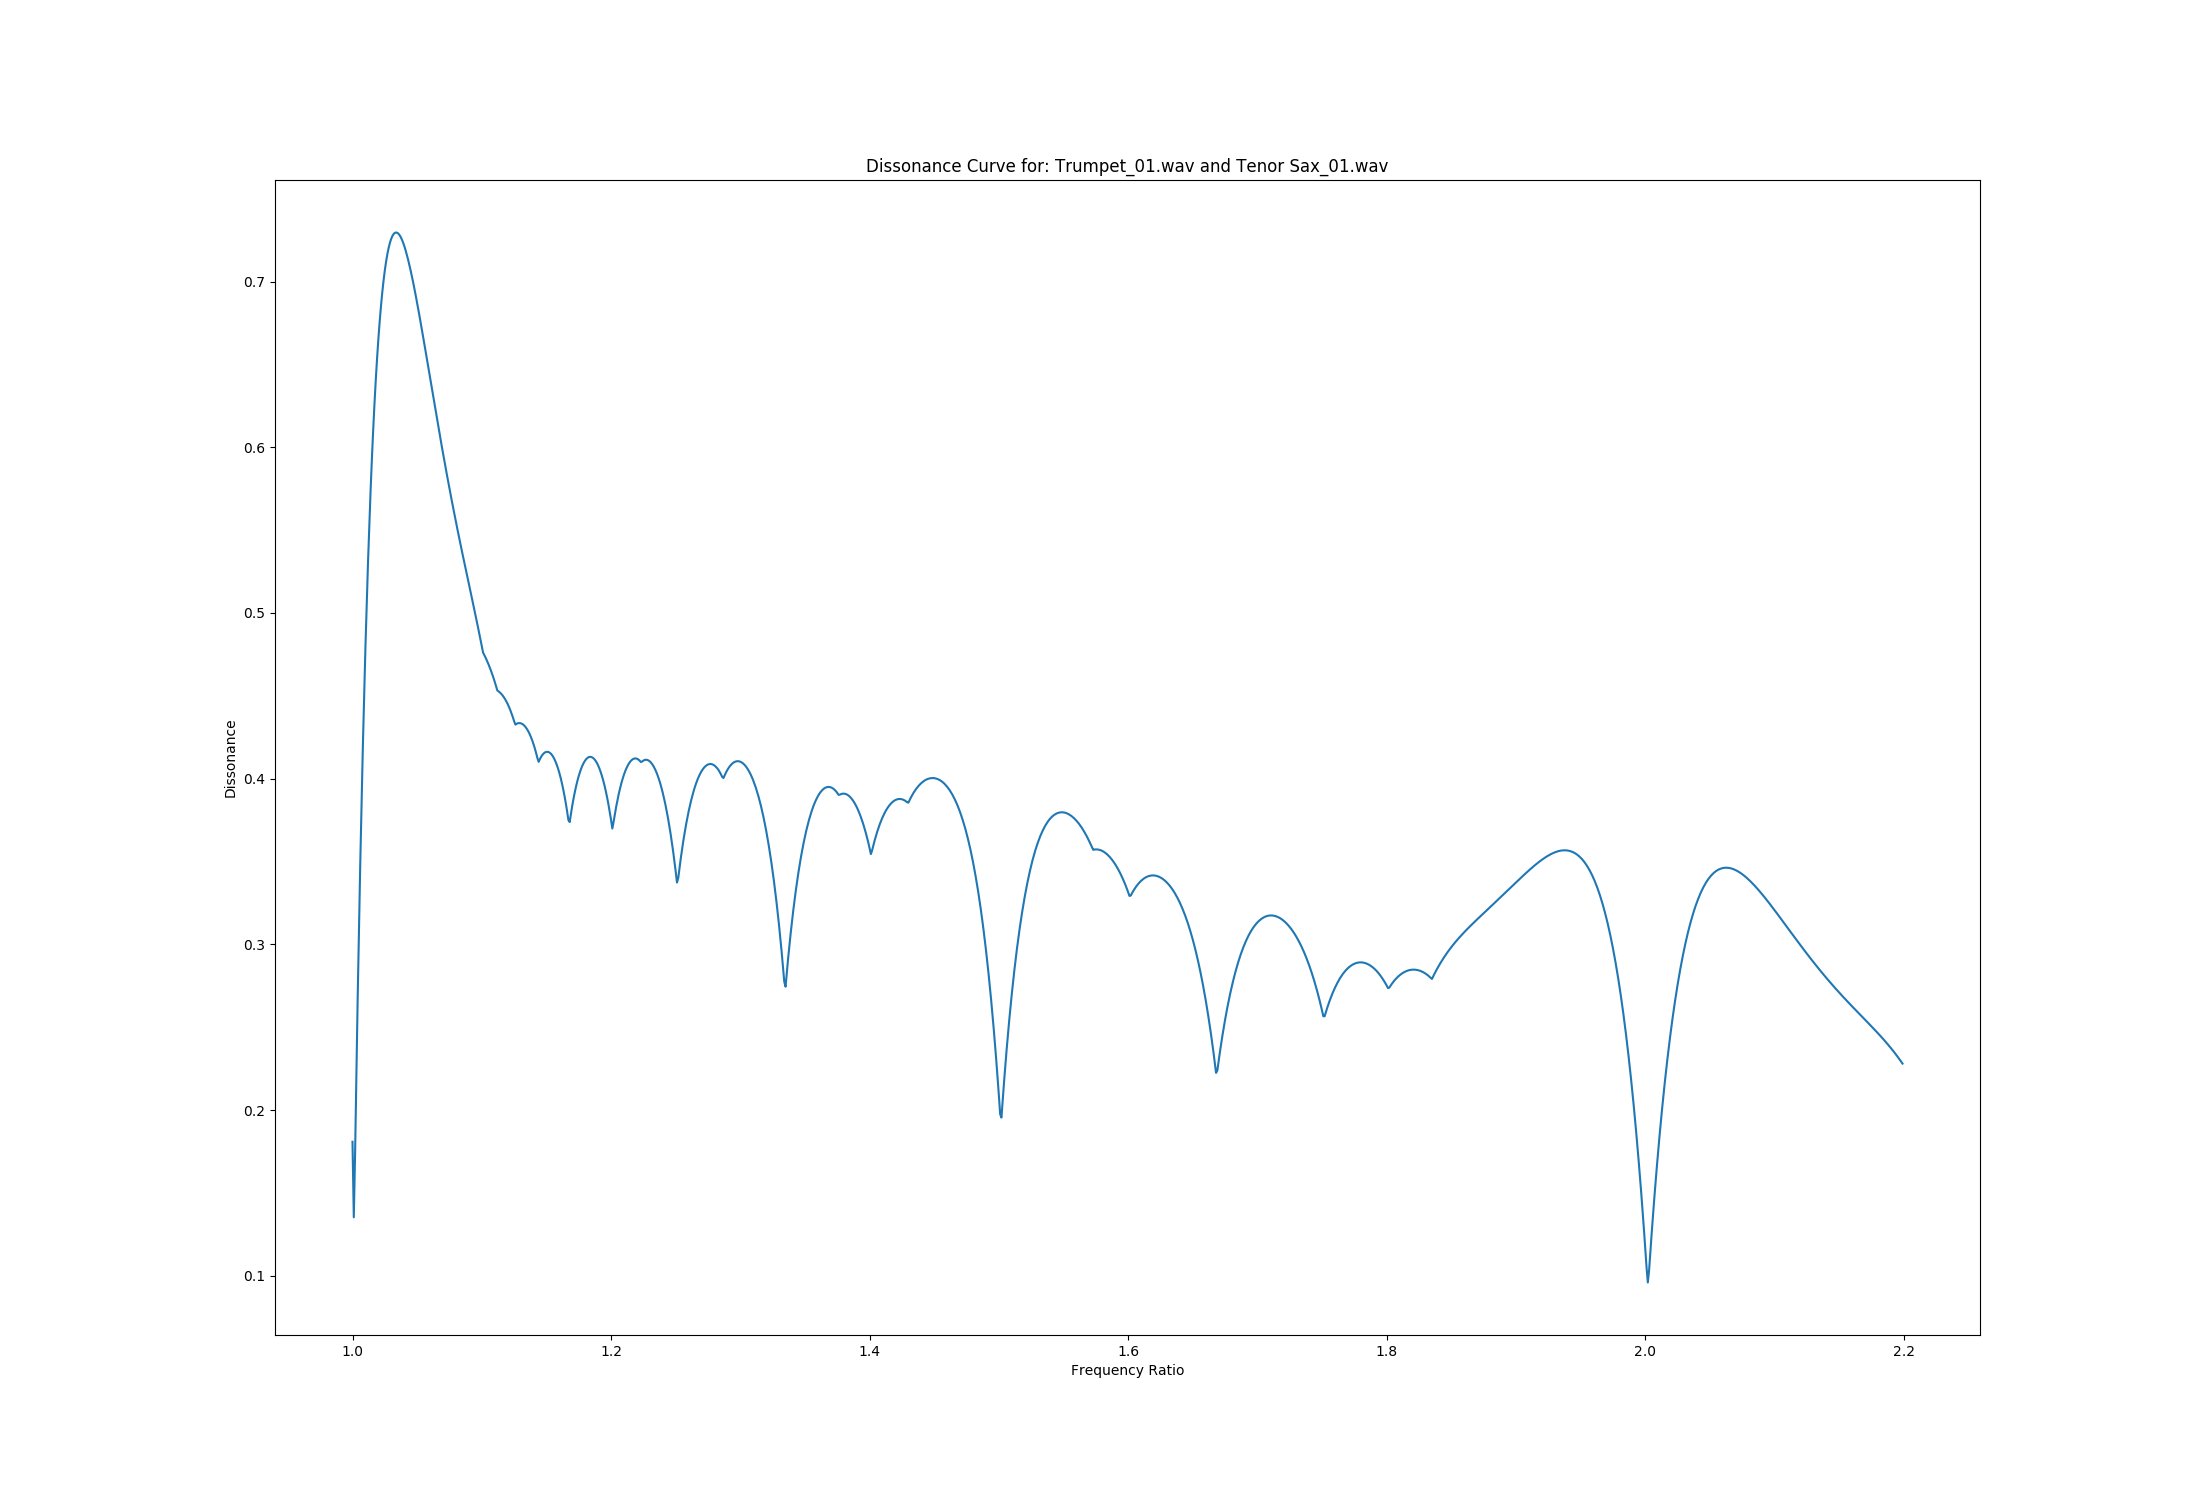 Dissonance Curve for: Trumpet_01.wav and Tenor Sax_01.wav
0.7
0.6
0.5
0.4
0.3
0.2
0.1
Dissonance
1.0 1.2 1.4 1.6 1.8 2.0 2.2
Frequency Ratio